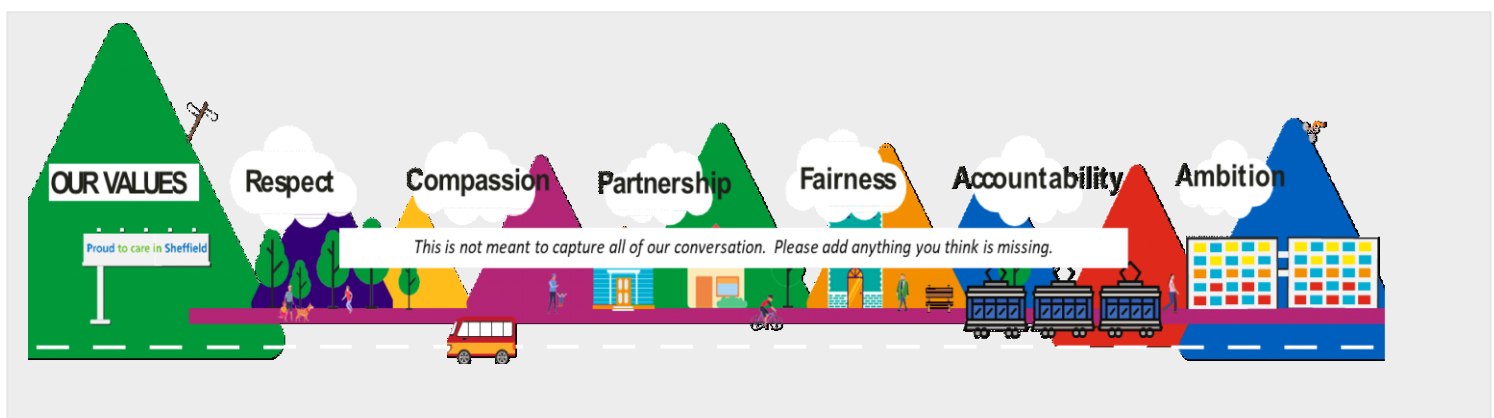 OUR VALUES
Respect
Compassion
Partnership
Fairness
Accountability
Ambition
Proud to care in Sheffield
This is not meant to capture all of our conversation.  Please add anything you think is missing.